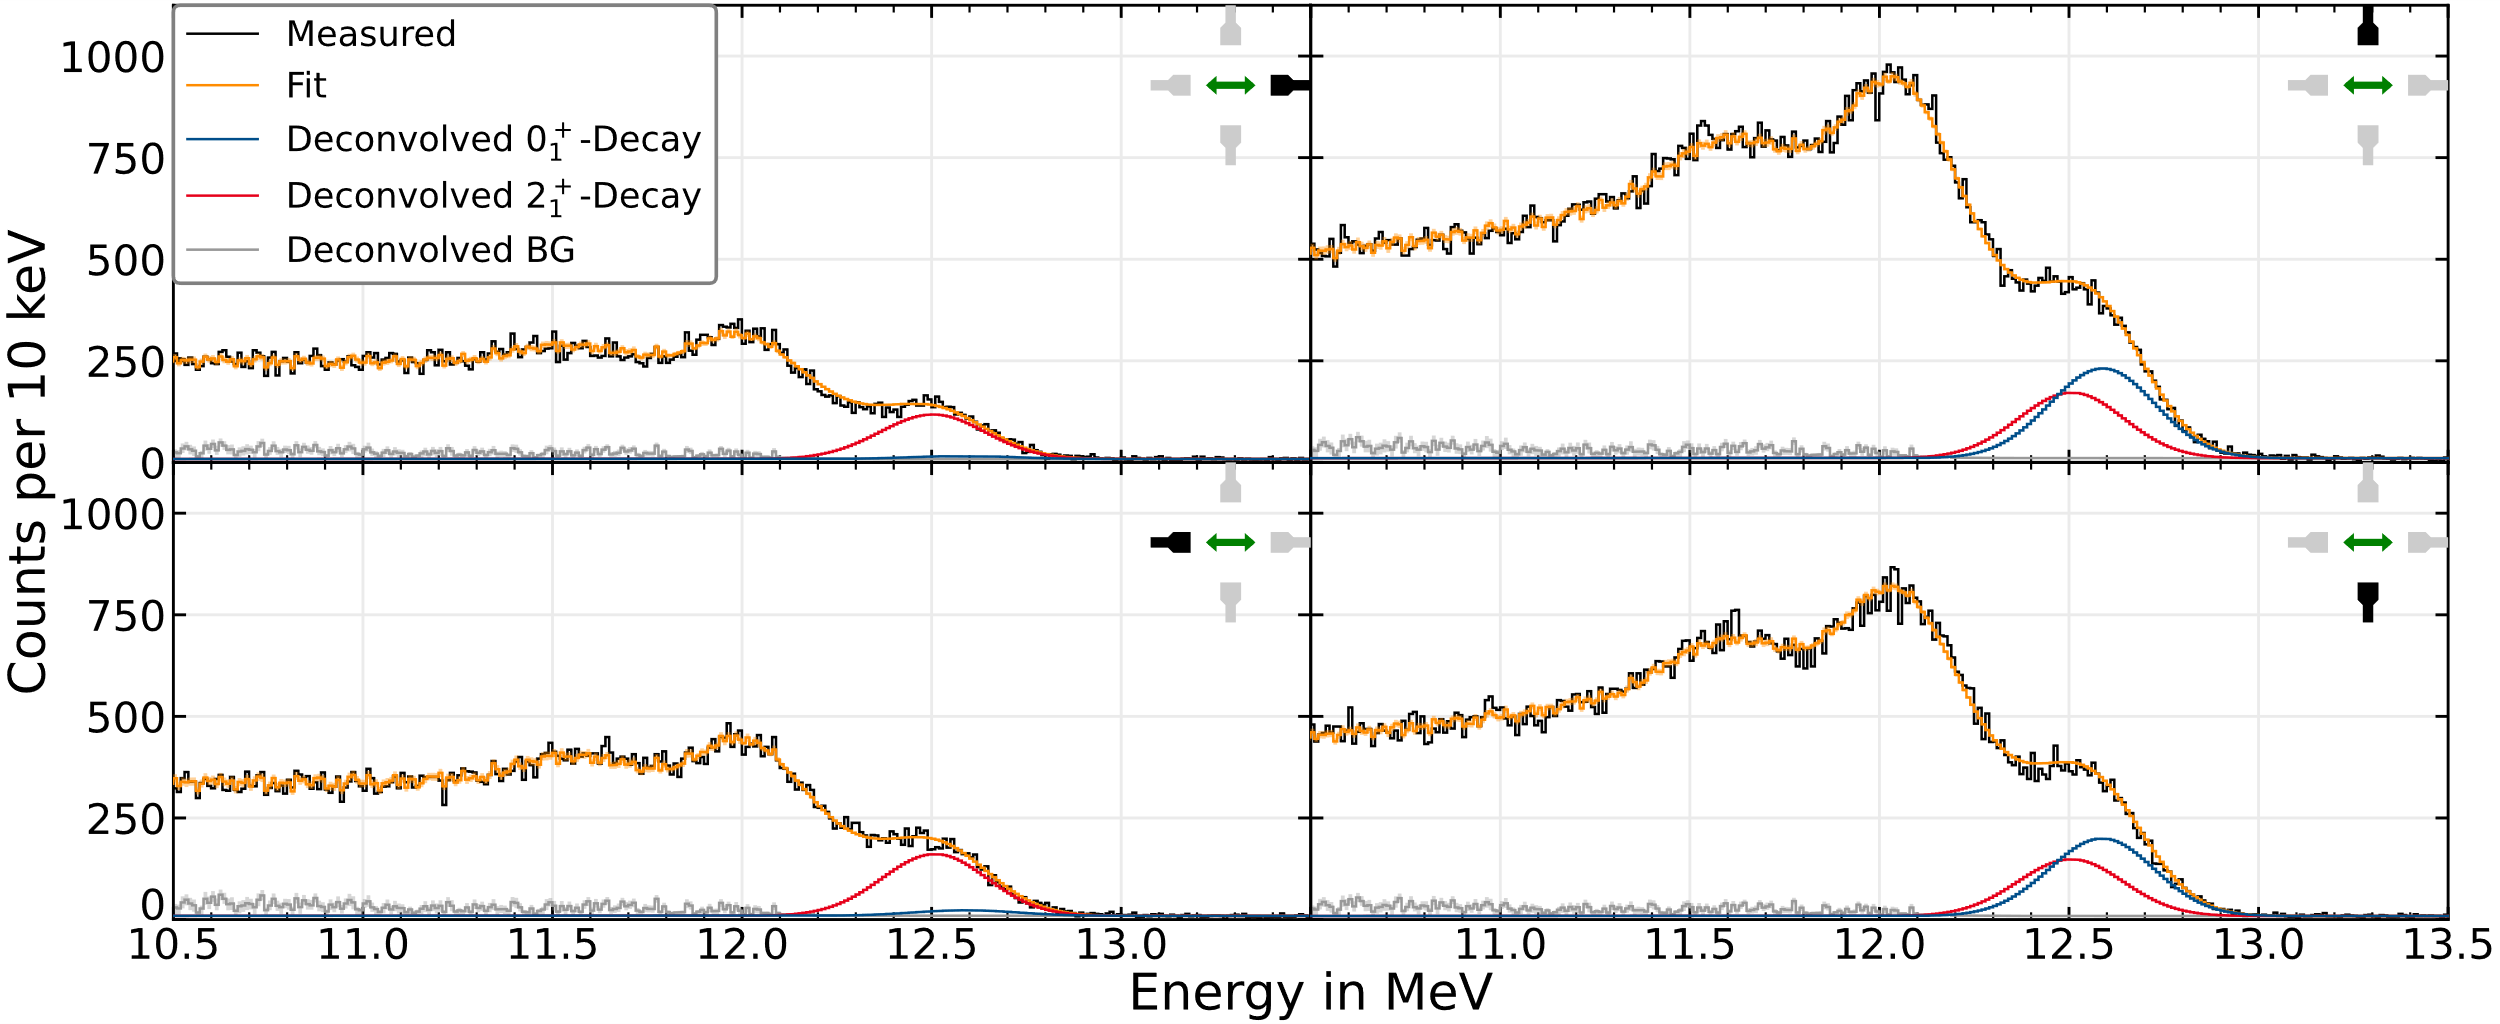 Measured
Fit
Deconvolved 0₁⁺-Decay
Deconvolved 2₁⁺-Decay
Deconvolved BG
1000
750
500
250
0
1000
750
500
250
0
Counts per 10 keV
10.5 11.0 11.5 12.0 12.5 13.0 11.0 11.5 12.0 12.5 13.0 13.5
Energy in MeV